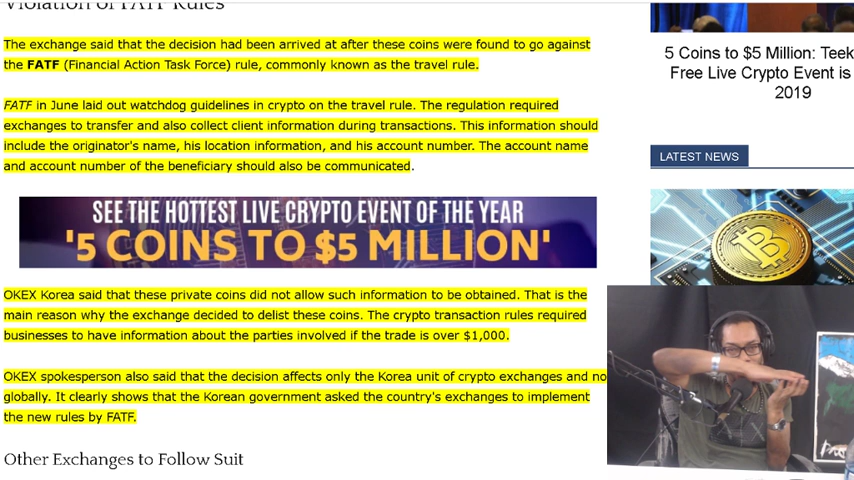 Violation of FATF Rules
The exchange said that the decision had been arrived at after these coins were found to go against
the FATF (Financial Action Task Force) rule, commonly known as the travel rule.
FATF in June laid out watchdog guidelines in crypto on the travel rule. The regulation required
exchanges to transfer and also collect client information during transactions. This information should
include the originator's name, his location information, and his account number. The account name
and account number of the beneficiary should also be communicated.
SEE THE HOTTEST LIVE CRYPTO EVENT OF THE YEAR
'5 COINS TO $5 MILLION'
OKEX Korea said that these private coins did not allow such information to be obtained. That is the
main reason why the exchange decided to delist these coins. The crypto transaction rules required
businesses to have information about the parties involved if the trade is over $1,000.
OKEX spokesperson also said that the decision affects only the Korea unit of crypto exchanges and no
globally. It clearly shows that the Korean government asked the country's exchanges to implement
the new rules by FATF.
Other Exchanges to Follow Suit
5 Coins to $5 Million: Teek
Free Live Crypto Event is
2019
LATEST NEWS